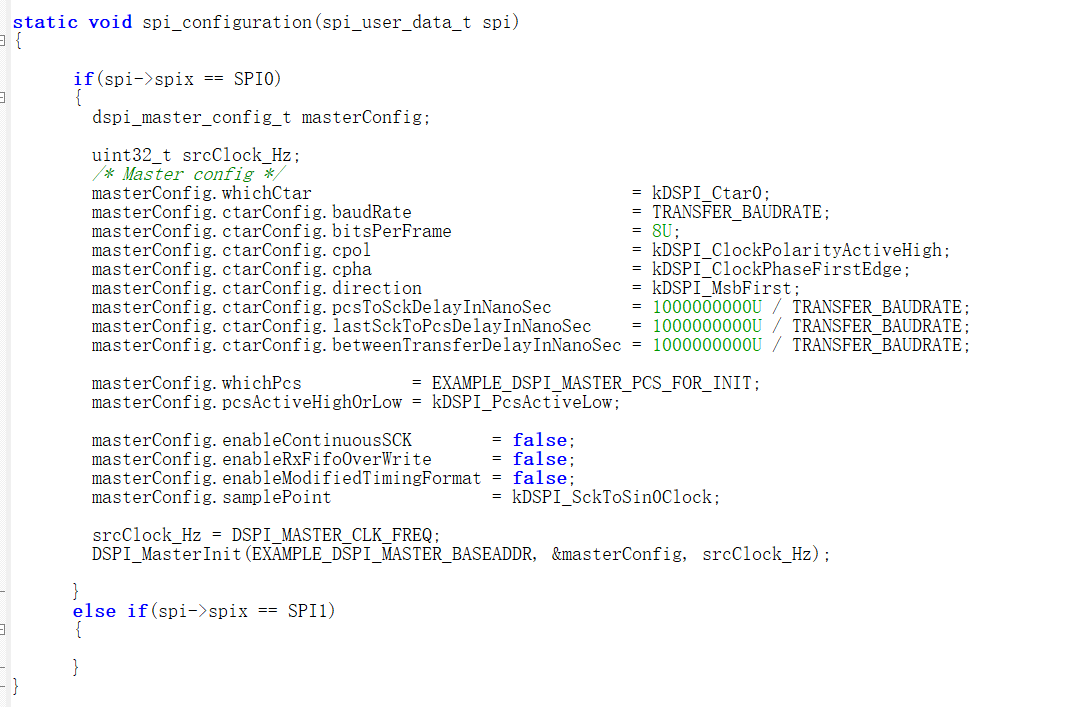 static void spi_configuration(spi_user_data_t spi)
{
if(spi->spix == SPI0)
{
dspi_master_config_t masterConfig;
uint32_t srcClock_Hz;
/* Master config */
masterConfig.whichCtar = kDSPI_Ctar0;
masterConfig.ctarConfig.baudRate = TRANSFER_BAUDRATE;
masterConfig.ctarConfig.bitsPerFrame = 8U;
masterConfig.ctarConfig.cpol = kDSPI_ClockPolarityActiveHigh;
masterConfig.ctarConfig.cpha = kDSPI_ClockPhaseFirstEdge;
masterConfig.ctarConfig.direction = kDSPI_MsbFirst;
masterConfig.ctarConfig.pcsToSckDelayInNanoSec = 1000000000U / TRANSFER_BAUDRATE;
masterConfig.ctarConfig.lastSckToPcsDelayInNanoSec = 1000000000U / TRANSFER_BAUDRATE;
masterConfig.ctarConfig.betweenTransferDelayInNanoSec = 1000000000U / TRANSFER_BAUDRATE;
masterConfig.whichPcs = EXAMPLE_DSPI_MASTER_PCS_FOR_INIT;
masterConfig.pcsActiveHighOrLow = kDSPI_PcsActiveLow;
masterConfig.enableContinuousSCK = false;
masterConfig.enableRxFifoOverWrite = false;
masterConfig.enableModifiedTimingFormat = false;
masterConfig.samplePoint = kDSPI_SckToSin0Clock;
srcClock_Hz = DSPI_MASTER_CLK_FREQ;
DSPI_MasterInit(EXAMPLE_DSPI_MASTER_BASEADDR, &masterConfig, srcClock_Hz);
}
else if(spi->spix == SPI1)
{
}
}